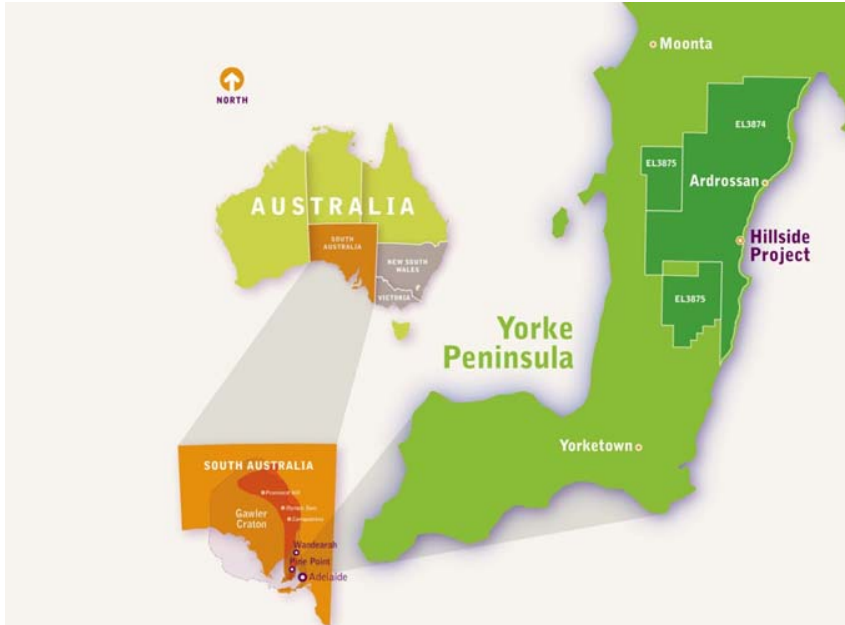 NORTH
AUSTRALIA
SOUTH
AUSTRALIA
NEW SOUTH
WALES
VICTORIA
Moonta
EL3874
EL3875
Ardrossan
Hillside
Project
EL3875
Yorke
Peninsula
Yorketown
SOUTH AUSTRALIA
Prominent Hill
Gawler
Craton
Olympic Dam
Carrapateena
Wandearah
Pine Point
Adelaide